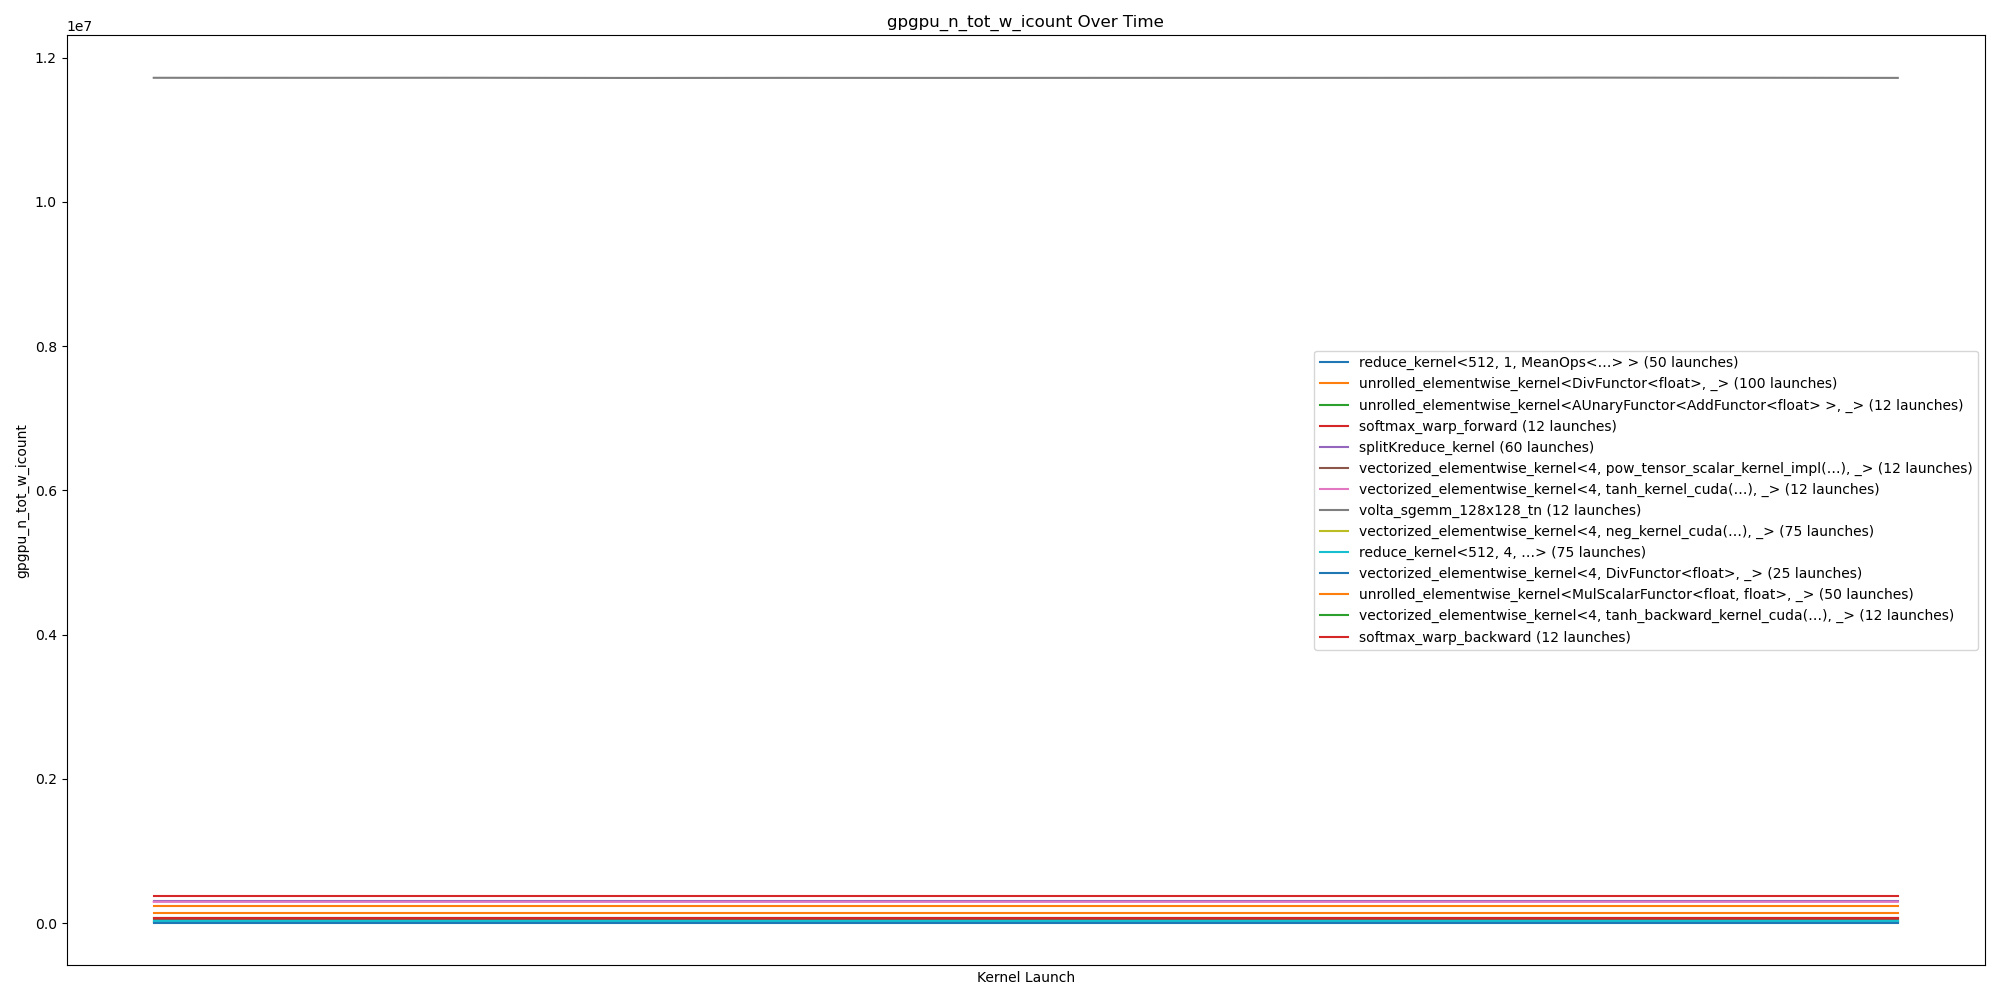 gpgpu_n_tot_w_icount Over Time
1e7
1.2
1.0
0.8
0.6
0.4
0.2
0.0
gpgpu_n_tot_w_icount
Kernel Launch
reduce_kernel<512, 1, MeanOps<...> > (50 launches)
unrolled_elementwise_kernel<DivFunctor<float>, _> (100 launches)
unrolled_elementwise_kernel<AUnaryFunctor<AddFunctor<float> >, _> (12 launches)
softmax_warp_forward (12 launches)
splitKreduce_kernel (60 launches)
vectorized_elementwise_kernel<4, pow_tensor_scalar_kernel_impl(...), _> (12 launches)
vectorized_elementwise_kernel<4, tanh_kernel_cuda(...), _> (12 launches)
volta_sgemm_128x128_tn (12 launches)
vectorized_elementwise_kernel<4, neg_kernel_cuda(...), _> (75 launches)
reduce_kernel<512, 4, ...> (75 launches)
vectorized_elementwise_kernel<4, DivFunctor<float>, _> (25 launches)
unrolled_elementwise_kernel<MulScalarFunctor<float, float>, _> (50 launches)
vectorized_elementwise_kernel<4, tanh_backward_kernel_cuda(...), _> (12 launches)
softmax_warp_backward (12 launches)